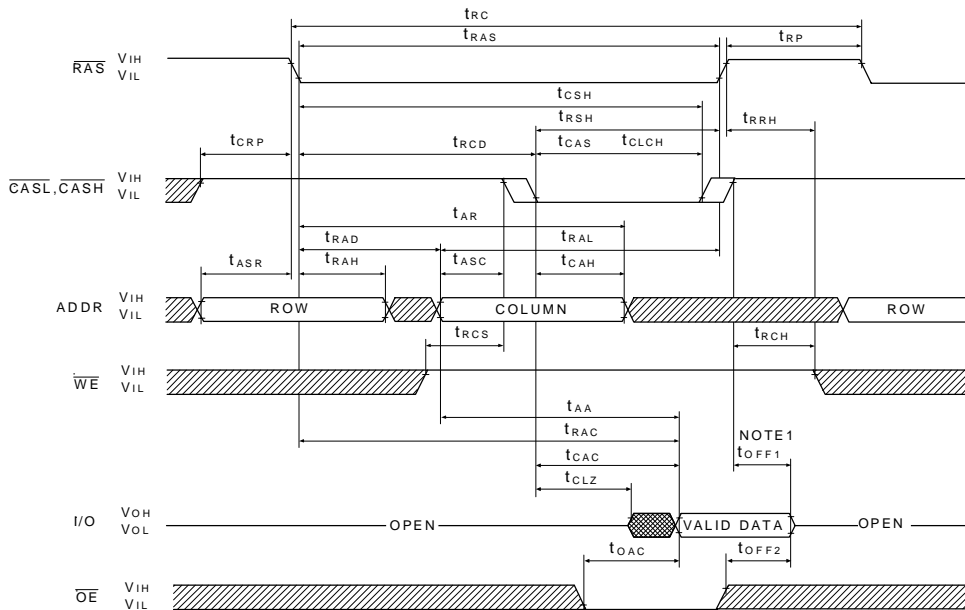 tRC
tRAS tRP
RAS VIH
VIL
tCSH
tRSH tRRH
tCRP tRCD tCAS tCLCH
CASL,CASH VIH
VIL
tAR
tRAD tRAL
tASR tRAH tASC tCAH
ADDR VIH
VIL
ROW COLUMN ROW
tRCS tRCH
WE VIH
VIL
tAA
tRAC NOTE1
tCAC tOFF1
tCLZ
I/O VOH
VOL
OPEN VALID DATA OPEN
tOAC tOFF2
OE VIH
VIL